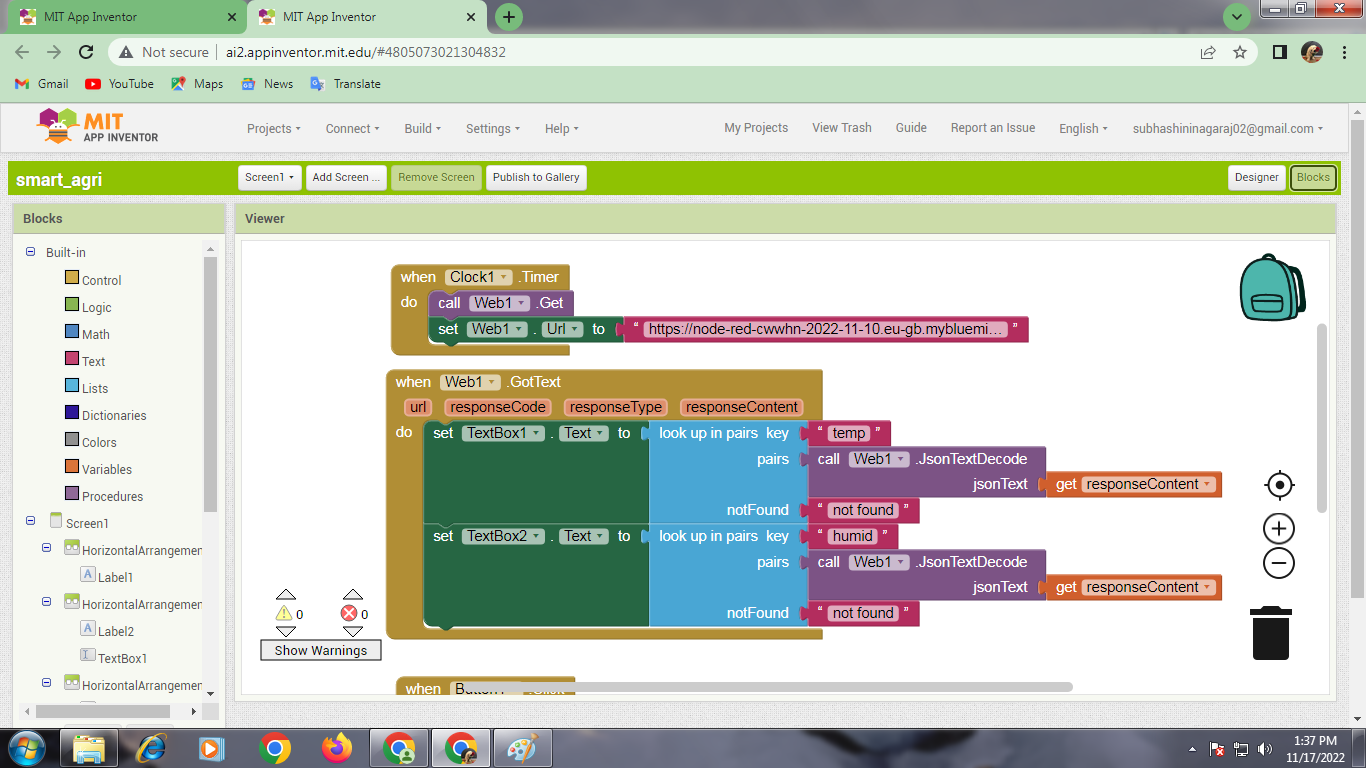 MIT App Inventor
MIT App Inventor
Not secure
ai2.appinventor.mit.edu/#4805073021304832
Gmail
YouTube
Maps
News
Translate
MIT
APP INVENTOR
Projects
Connect
Build
Settings
Help
My Projects
View Trash
Guide
Report an Issue
English
subhashininagaraj02@gmail.com
smart_agri
Screen1
Add Screen ...
Remove Screen
Publish to Gallery
Designer
Blocks
Blocks
Viewer
Built-in
Control
Logic
Math
Text
Lists
Dictionaries
Colors
Variables
Procedures
Screen1
HorizontalArrangemen
Label1
HorizontalArrangemen
Label2
TextBox1
HorizontalArrangemen
when Clock1 .Timer
do call Web1 .Get
set Web1 . Url to “ https://node-red-cwwhn-2022-11-10.eu-gb.mybluemi… ”
when Web1 .GotText
url responseCode responseType responseContent
do set TextBox1 . Text to look up in pairs key “ temp ”
pairs call Web1 .JsonTextDecode
jsonText get responseContent
notFound “ not found ”
set TextBox2 . Text to look up in pairs key “ humid ”
pairs call Web1 .JsonTextDecode
jsonText get responseContent
notFound “ not found ”
0 0
Show Warnings
when
1:37 PM
11/17/2022